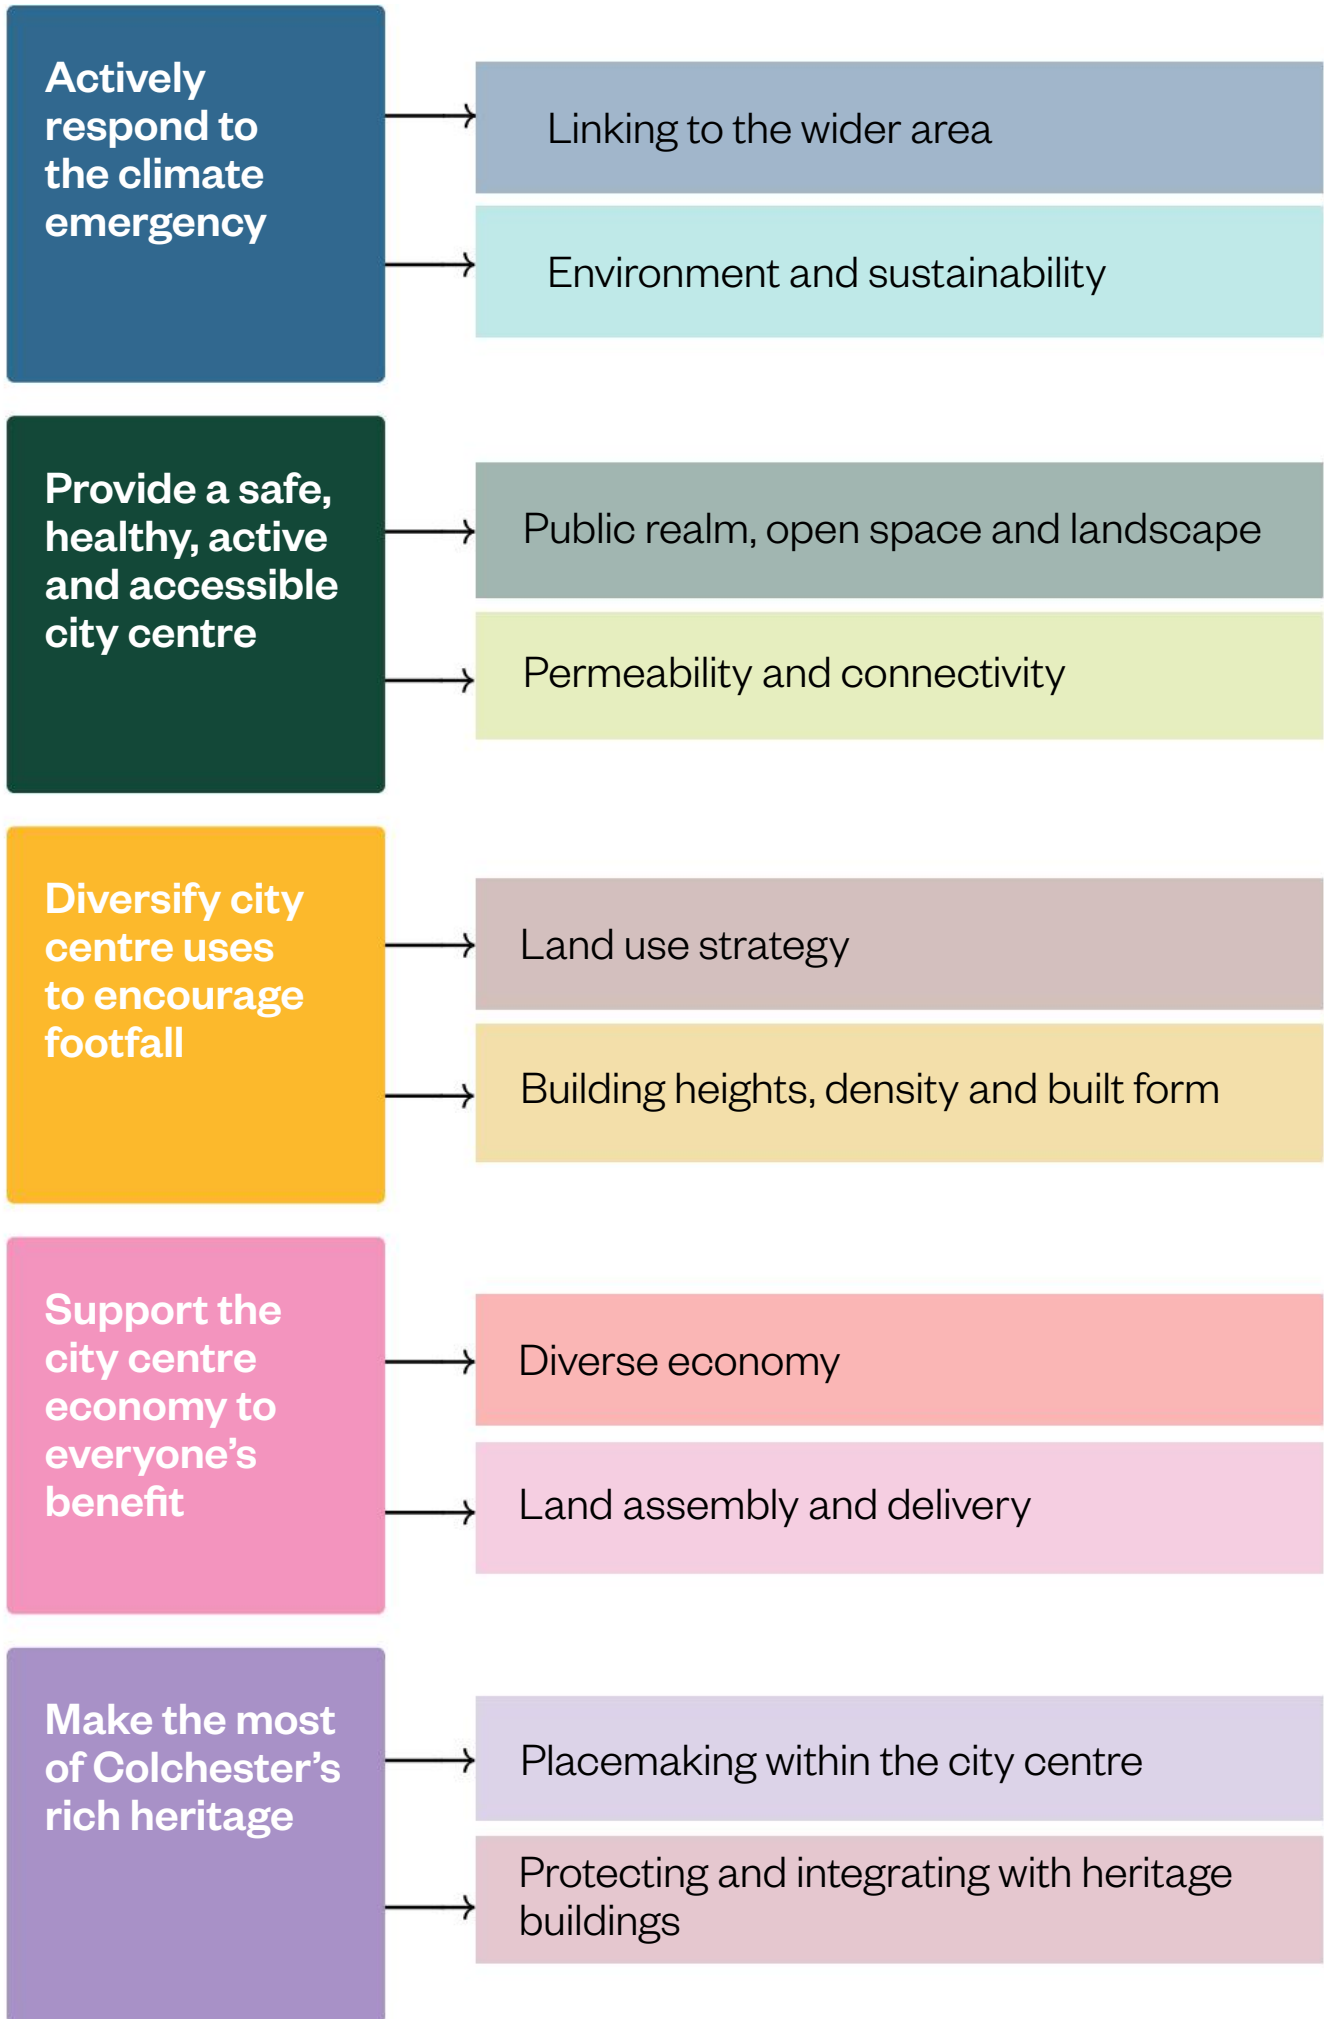 Actively
respond to
the climate
emergency
Linking to the wider area
Environment and sustainability
Provide a safe,
healthy, active
and accessible
city centre
Public realm, open space and landscape
Permeability and connectivity
Diversify city
centre uses
to encourage
footfall
Land use strategy
Building heights, density and built form
Support the
city centre
economy to
everyone’s
benefit
Diverse economy
Land assembly and delivery
Make the most
of Colchester’s
rich heritage
Placemaking within the city centre
Protecting and integrating with heritage
buildings